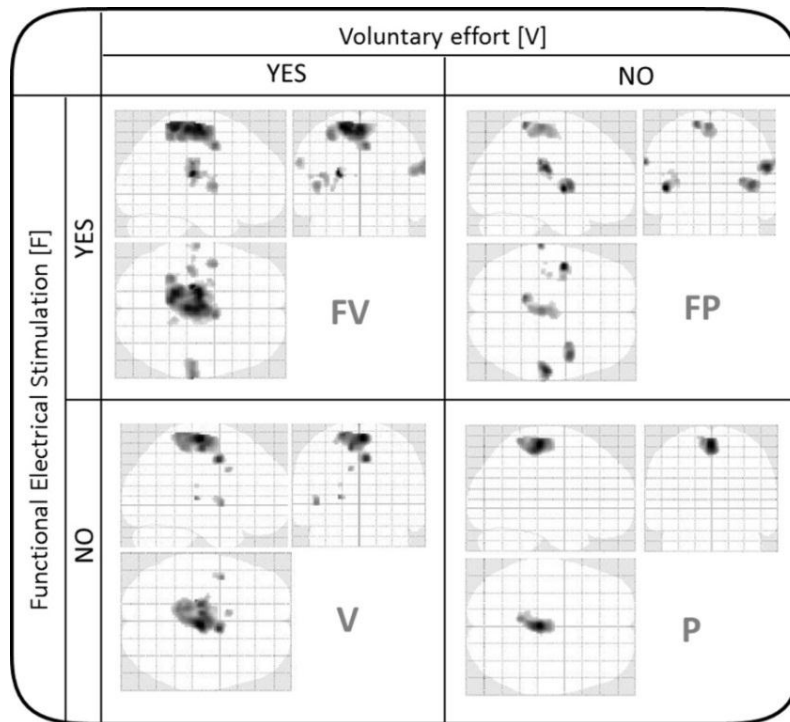 Voluntary effort [V]
YES
NO
Functional Electrical Stimulation [F]
YES
FV
FP
NO
V
P